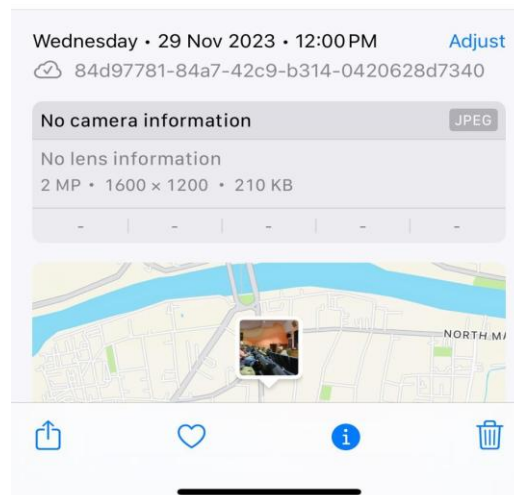 Wednesday • 29 Nov 2023 • 12:00 PM Adjust
84d97781-84a7-42c9-b314-0420628d7340
No camera information JPEG
No lens information
2 MP • 1600 × 1200 • 210 KB
- - - - -
NORTH